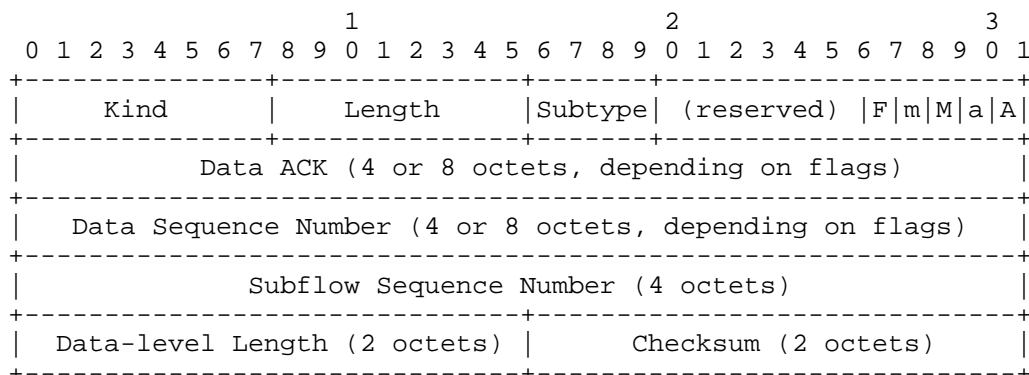 1                   2                   3
 0 1 2 3 4 5 6 7 8 9 0 1 2 3 4 5 6 7 8 9 0 1 2 3 4 5 6 7 8 9 0 1
+---------------+---------------+-------+----------------------+
|     Kind      |    Length     |Subtype| (reserved) |F|m|M|a|A|
+---------------+---------------+-------+----------------------+
|           Data ACK (4 or 8 octets, depending on flags)       |
+--------------------------------------------------------------+
|   Data Sequence Number (4 or 8 octets, depending on flags)   |
+--------------------------------------------------------------+
|              Subflow Sequence Number (4 octets)              |
+-------------------------------+------------------------------+
|  Data-level Length (2 octets) |      Checksum (2 octets)     |
+-------------------------------+------------------------------+